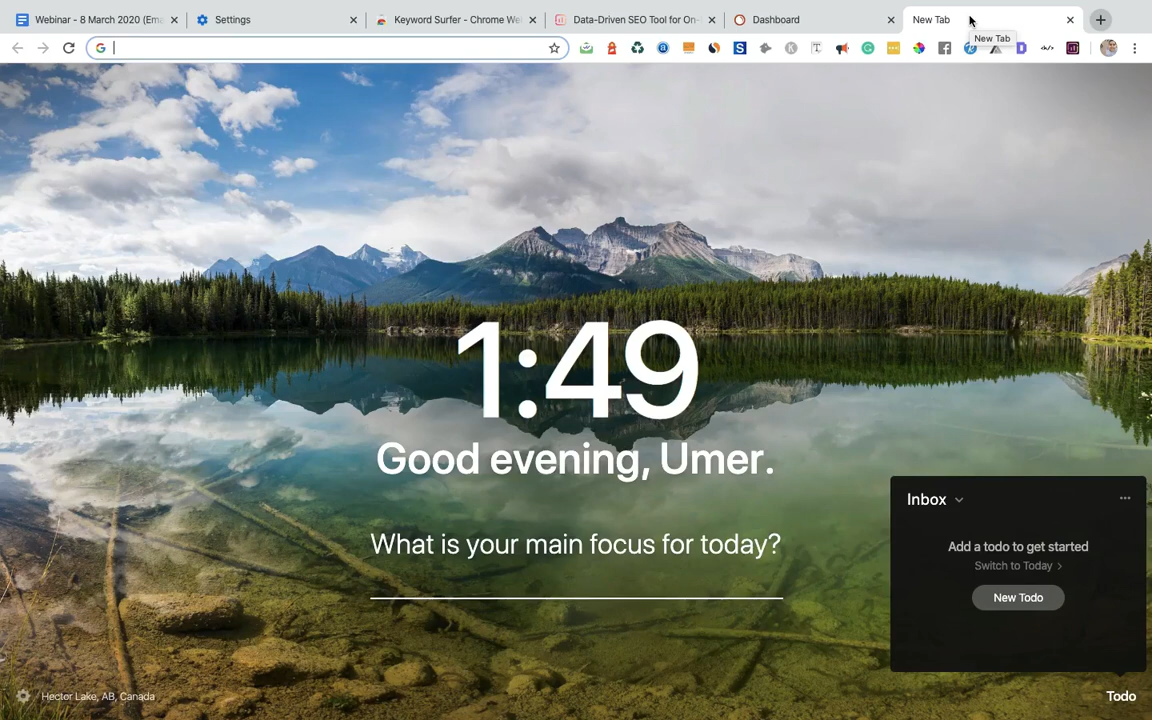 Webinar - 8 March 2020 (Ema
Settings
Keyword Surfer - Chrome We
Data-Driven SEO Tool for On-
Dashboard
New Tab
New Tab
1:49
Good evening, Umer.
What is your main focus for today?
Inbox
Add a todo to get started
Switch to Today
New Todo
Hector Lake, AB, Canada
Todo